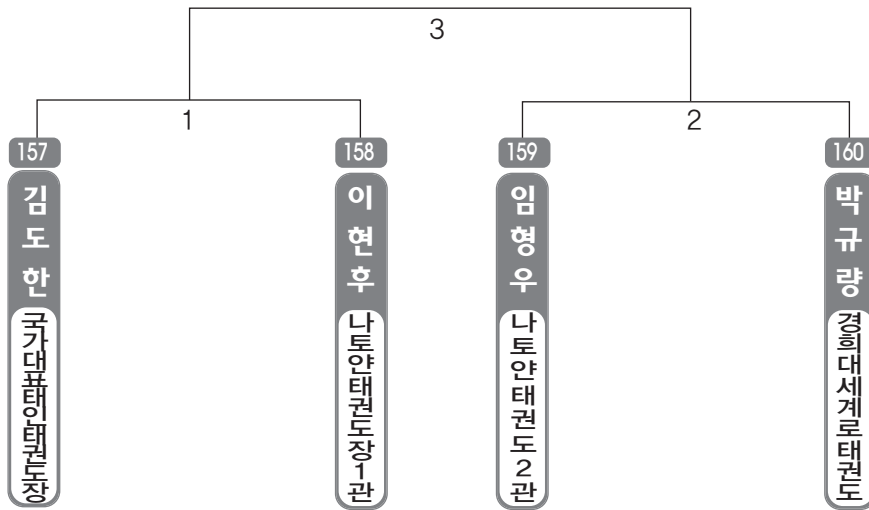 3
1
2
157
158
159
160
김도한
이현후
임형우
박규량
국가대표태인태권도장
나토얀태권도장1관
나토얀태권도2관
경희대세계로태권도